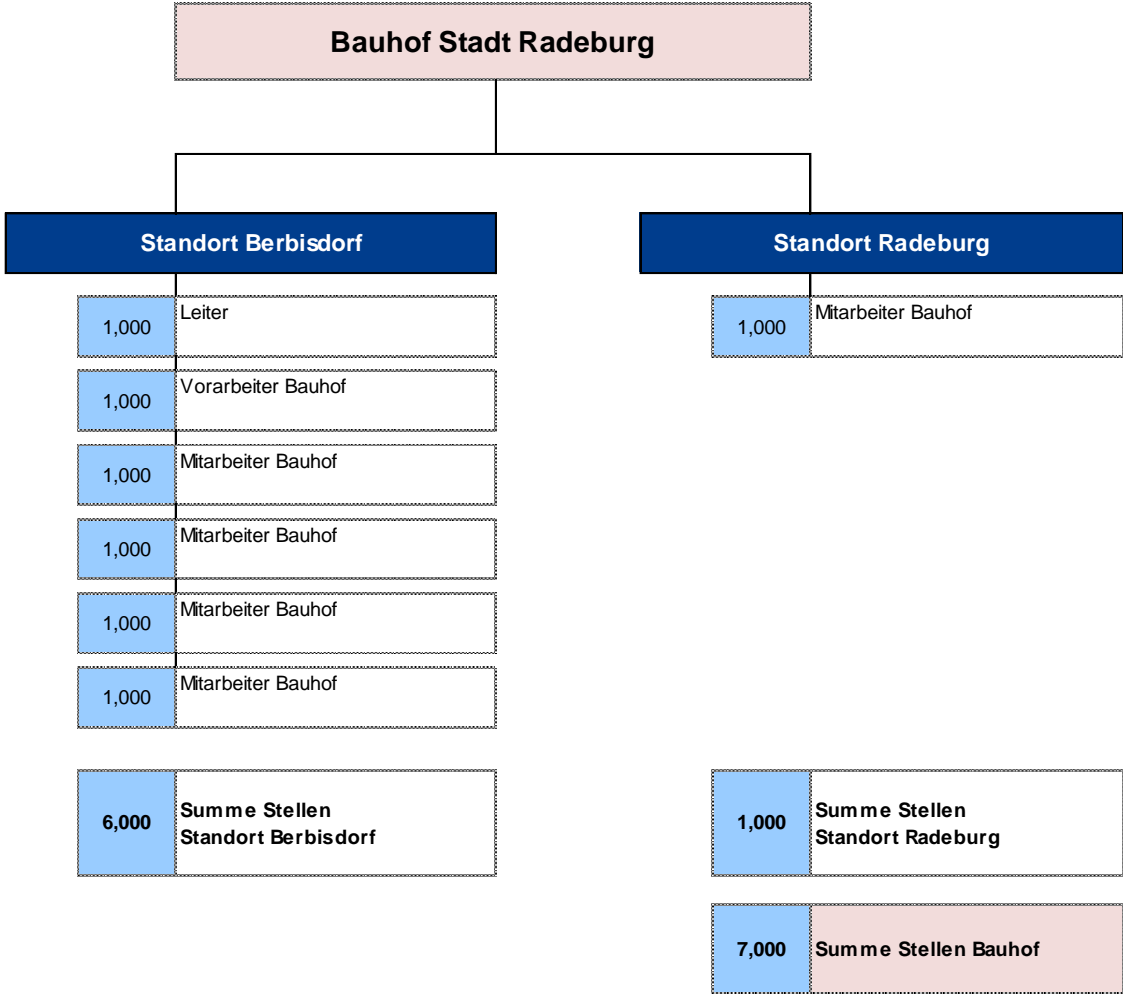 Bauhof Stadt Radeburg
Standort Berbisdorf
1,000 Leiter
1,000 Vorarbeiter Bauhof
1,000 Mitarbeiter Bauhof
1,000 Mitarbeiter Bauhof
1,000 Mitarbeiter Bauhof
1,000 Mitarbeiter Bauhof
6,000 Summe Stellen
Standort Berbisdorf
Standort Radeburg
1,000 Mitarbeiter Bauhof
1,000 Summe Stellen
Standort Radeburg
7,000 Summe Stellen Bauhof